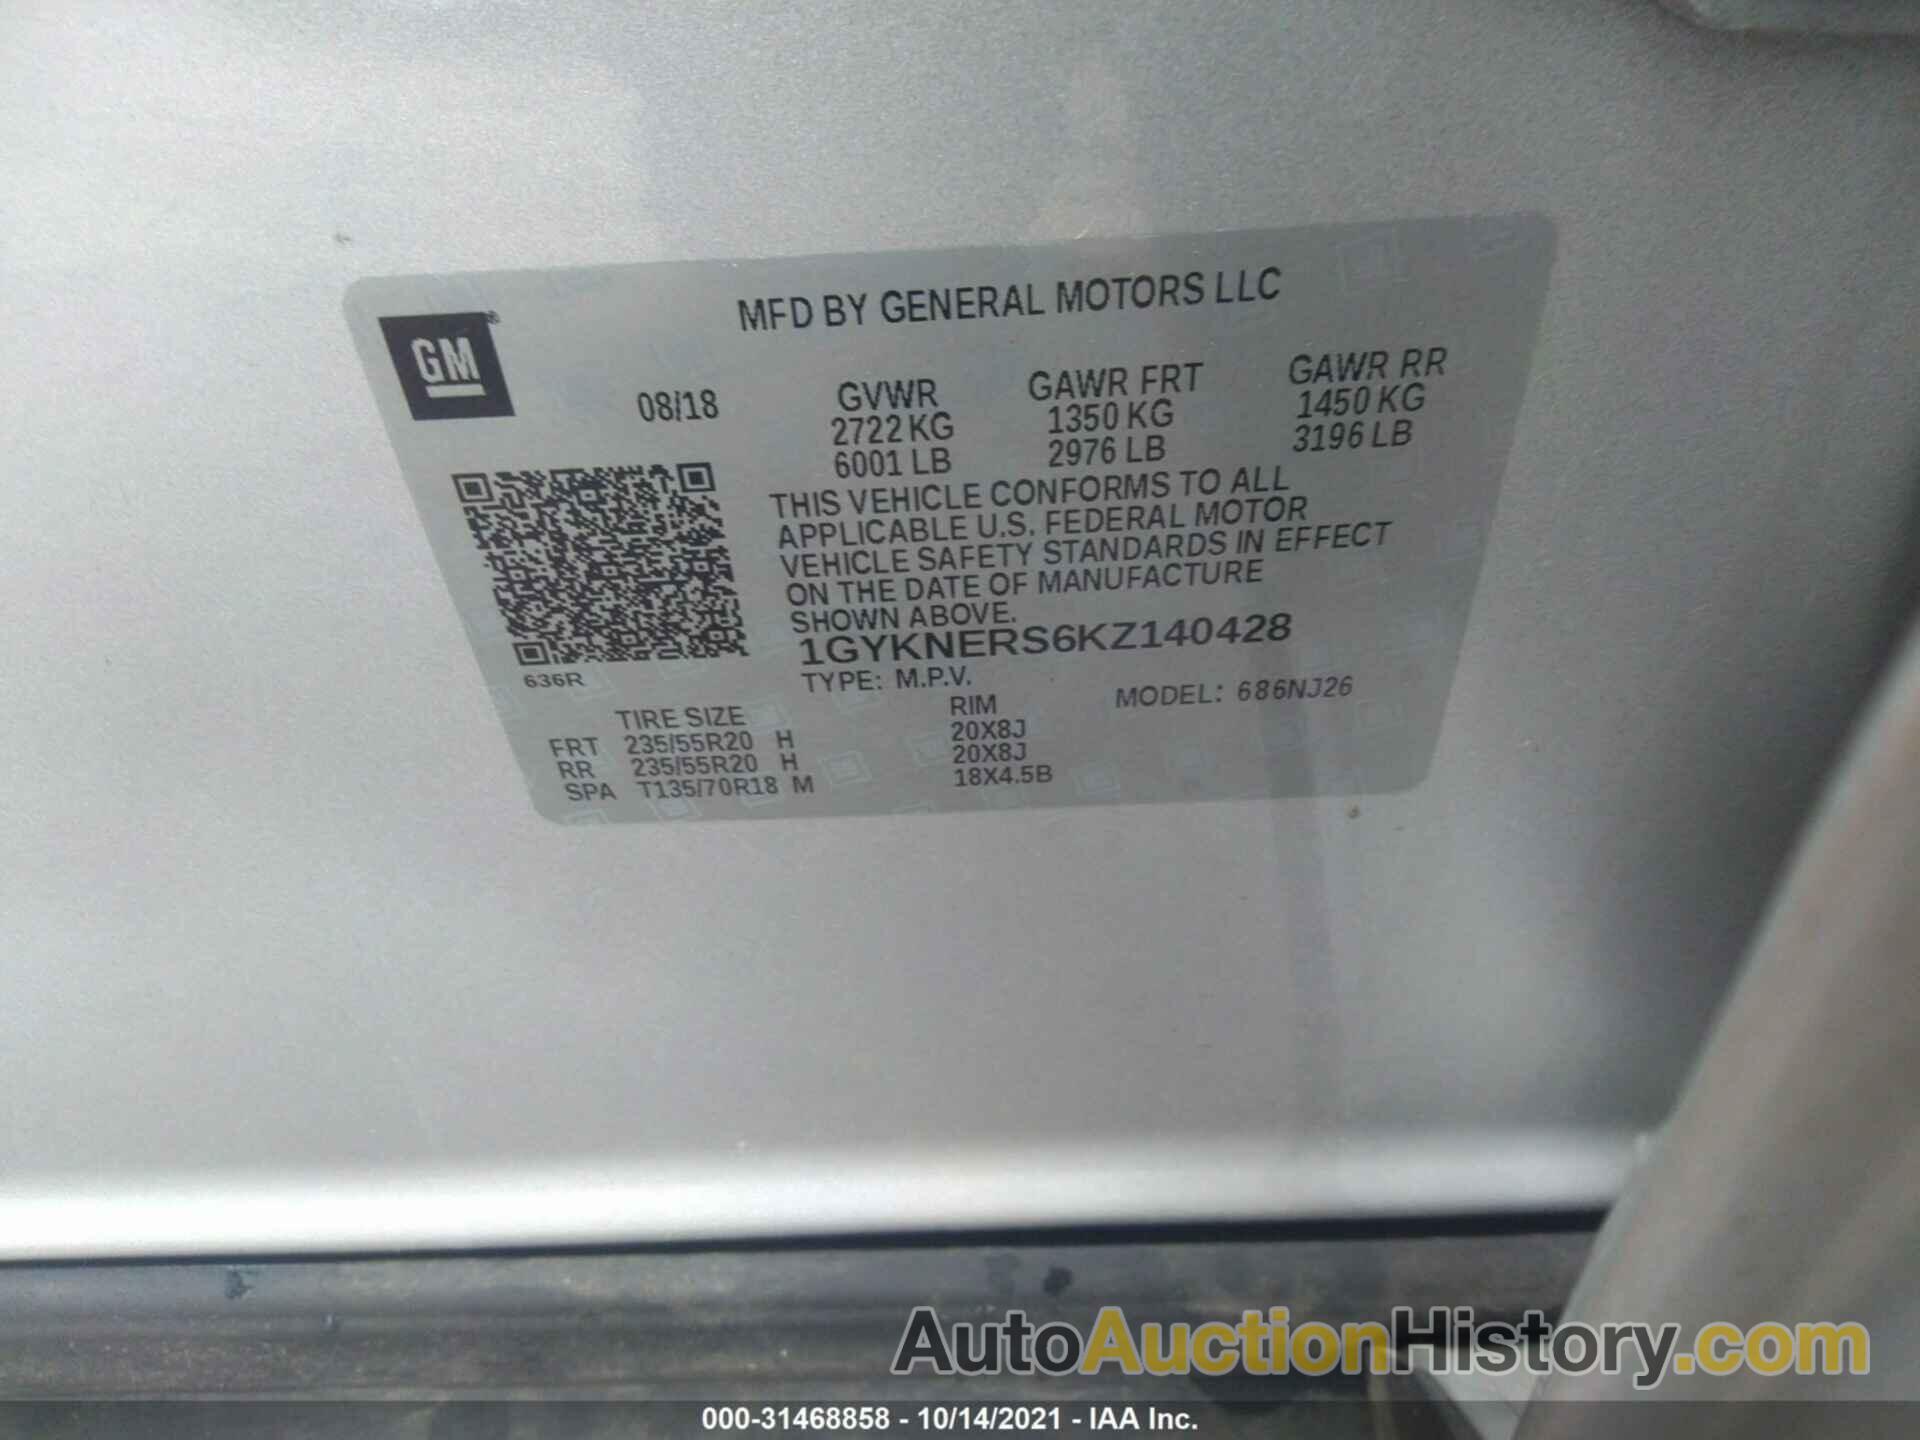 MFD BY GENERAL MOTORS LLC
GM®
08/18 GVWR GAWR FRT GAWR RR
2722 KG 1350 KG 1450 KG
6001 LB 2976 LB 3196 LB
THIS VEHICLE CONFORMS TO ALL
APPLICABLE U.S. FEDERAL MOTOR
VEHICLE SAFETY STANDARDS IN EFFECT
ON THE DATE OF MANUFACTURE
SHOWN ABOVE.
1GYKNERS6KZ140428
636R TYPE: M.P.V. MODEL: 686NJ26
TIRE SIZE RIM
FRT 235/55R20 H 20X8J
RR 235/55R20 H 20X8J
SPA T135/70R18 M 18X4.5B
AutoAuctionHistory.com
000-31468858 - 10/14/2021 - IAA Inc.